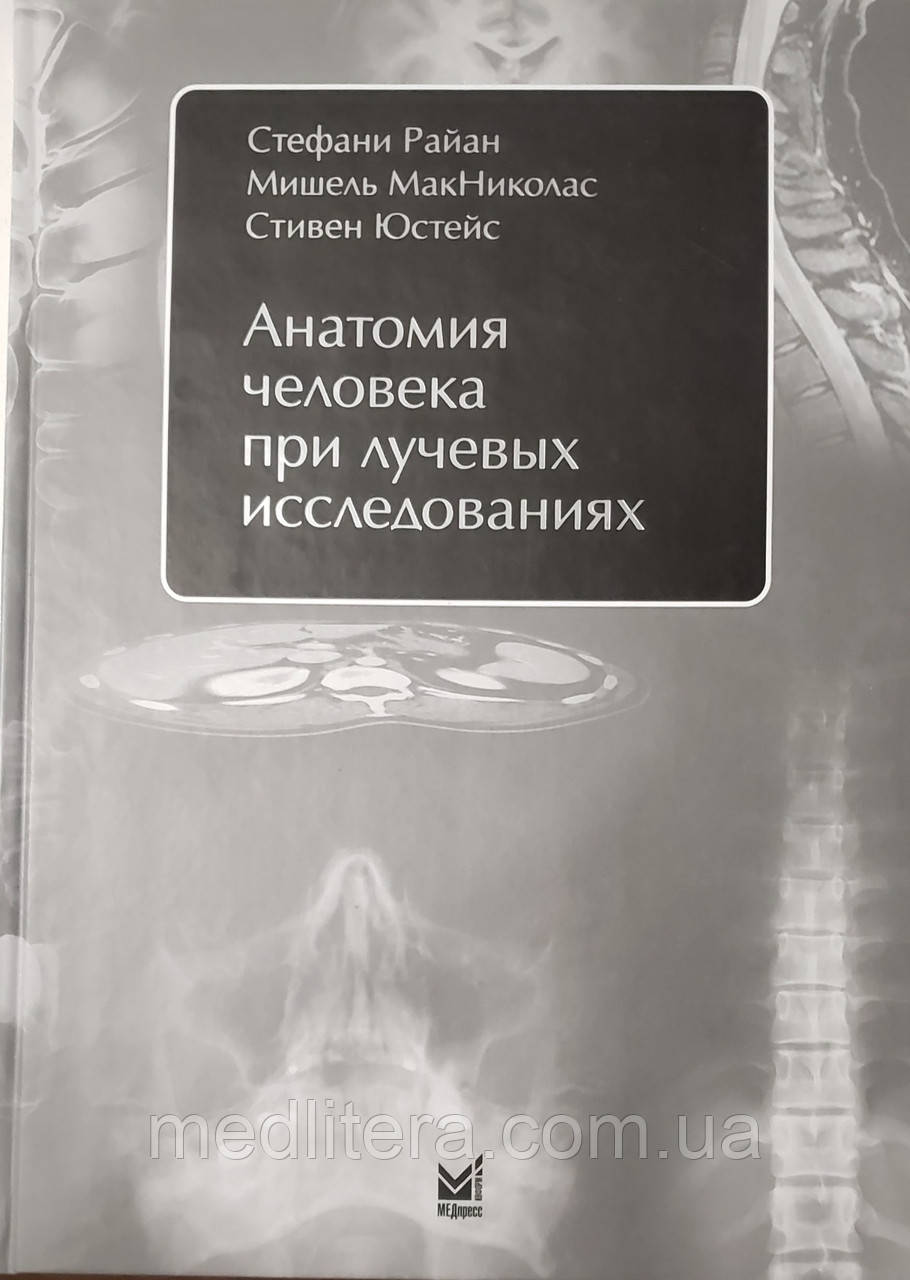 Стефани Райан
Мишель МакНиколас
Стивен Юстейс
Анатомия
человека
при лучевых
исследованиях
medlitera.com.ua
МЕДпресс